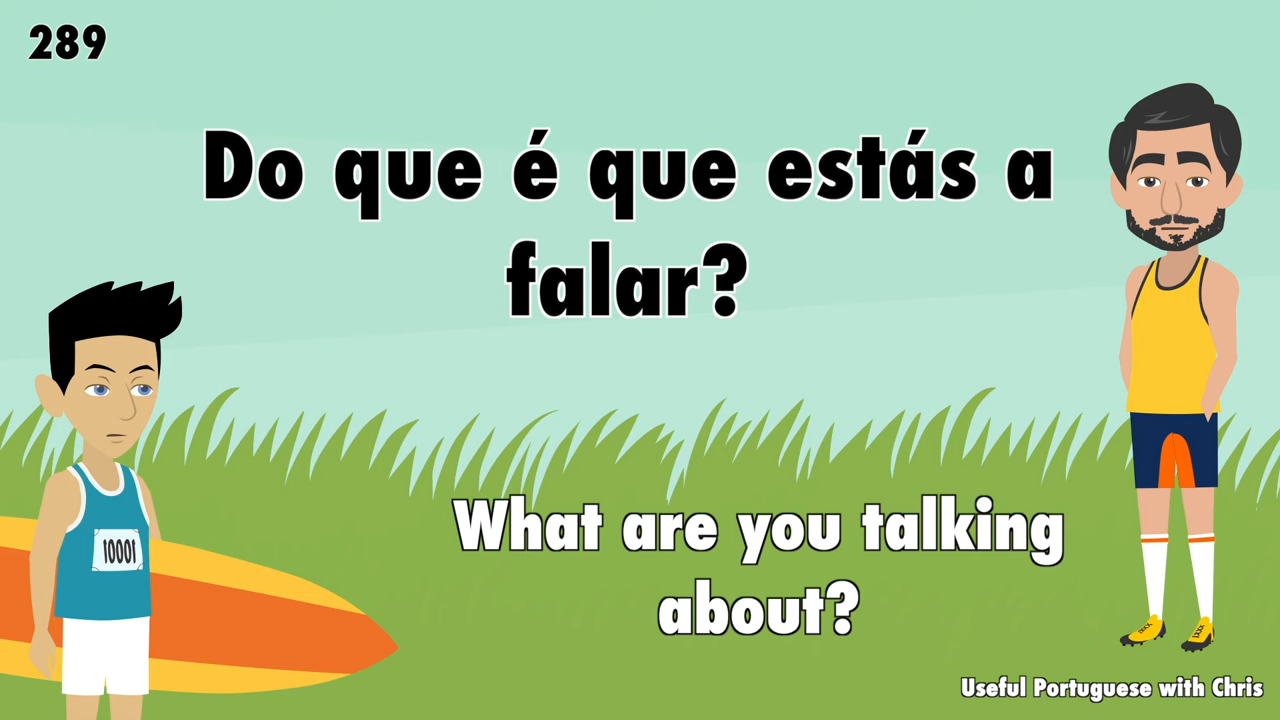 289
Do que é que estás a
falar?
10001
What are you talking
about?
Useful Portuguese with Chris